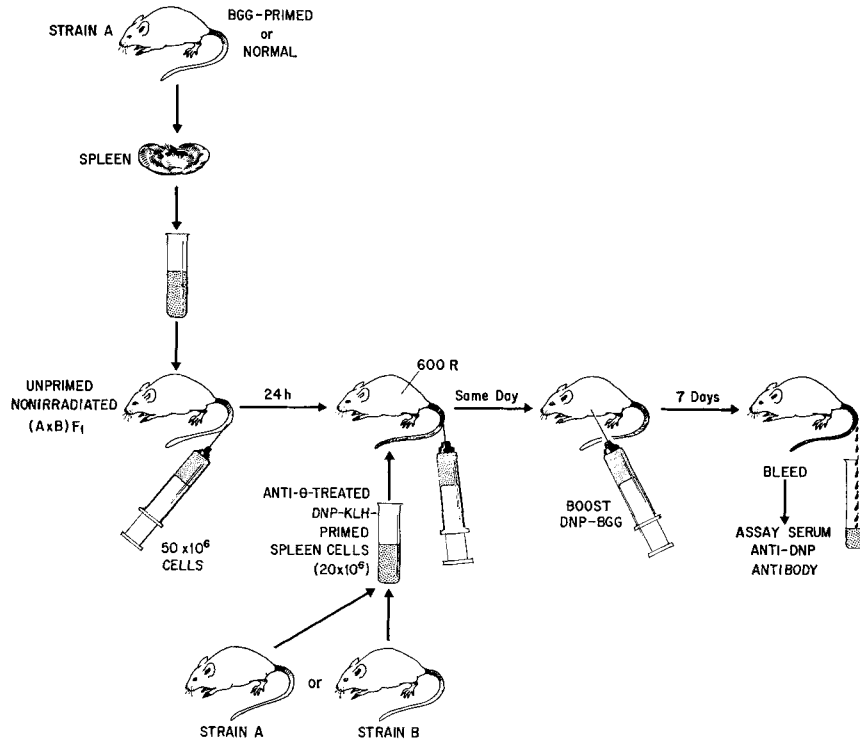 STRAIN A
BGG-PRIMED
or
NORMAL
SPLEEN
UNPRIMED
NONIRRADIATED
(AxB)F1
50 x10⁶
CELLS
24h
600 R
ANTI-θ-TREATED
DNP-KLH-
PRIMED
SPLEEN CELLS
(20x10⁶)
STRAIN A
or
STRAIN B
Same Day
BOOST
DNP-BGG
7 Days
BLEED
ASSAY SERUM
ANTI-DNP
ANTIBODY